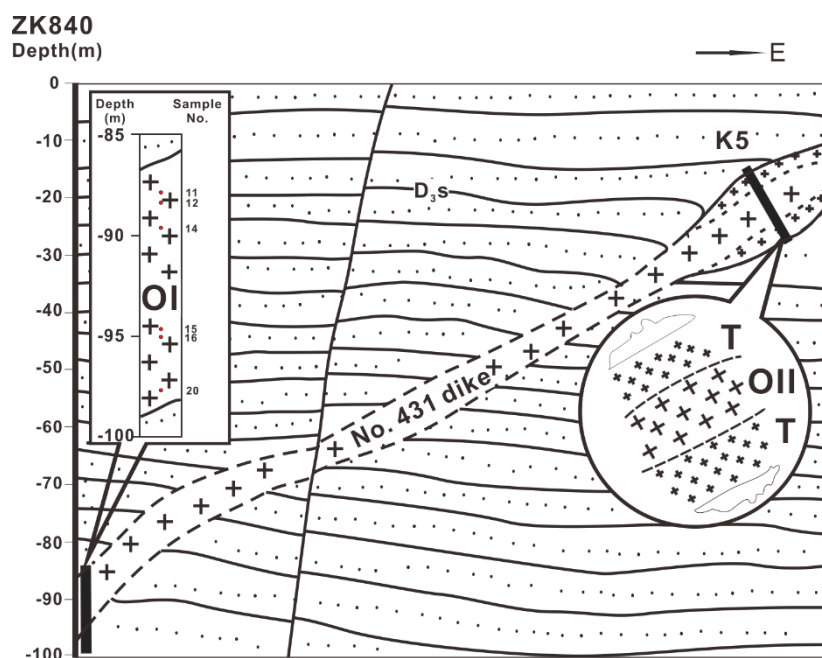 ZK840
Depth(m)
E
0
-10
-20
-30
-40
-50
-60
-70
-80
-90
-100
Depth
(m)
Sample
No.
-85
-90
-95
-100
11
12
14
15
16
20
OI
D₃s
K5
No. 431 dike
T
OII
T